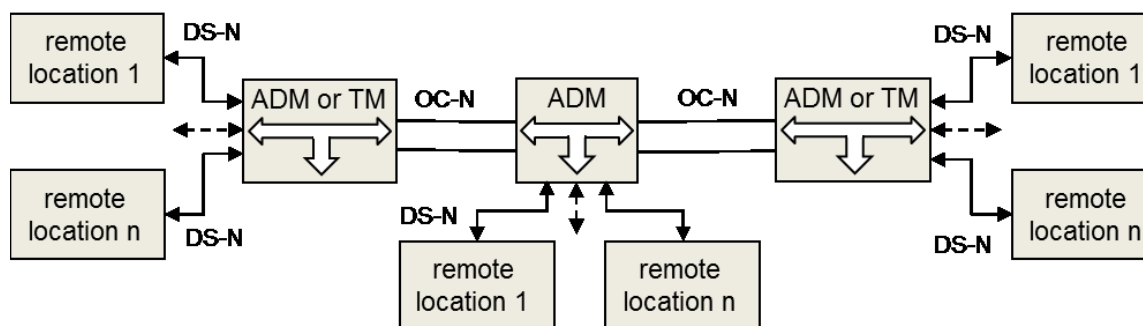 remote
location 1
DS-N
ADM or TM
OC-N
ADM
OC-N
ADM or TM
DS-N
remote
location 1
remote
location n
DS-N
DS-N
remote
location 1
remote
location n
DS-N
remote
location n